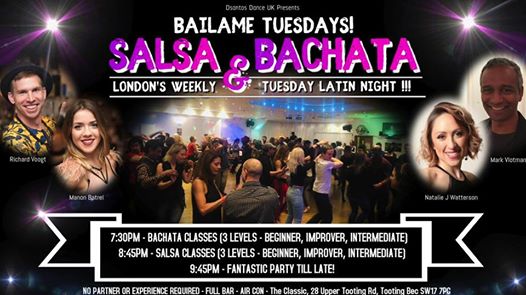 Dsantos Dance UK Presents
BAILAME TUESDAYS!
SALSA & BACHATA
LONDON'S WEEKLY TUESDAY LATIN NIGHT !!!
Richard Voogt
Manon Batrel
Natalie J Watterson
Mark Vlotman
7:30PM - BACHATA CLASSES (3 LEVELS - BEGINNER, IMPROVER, INTERMEDIATE)
8:45PM - SALSA CLASSES (3 LEVELS - BEGINNER, IMPROVER, INTERMEDIATE)
9:45PM - FANTASTIC PARTY TILL LATE!
NO PARTNER OR EXPERIENCE REQUIRED - FULL BAR - AIR CON - The Classic, 28 Upper Tooting Rd, Tooting Bec SW17 7PG